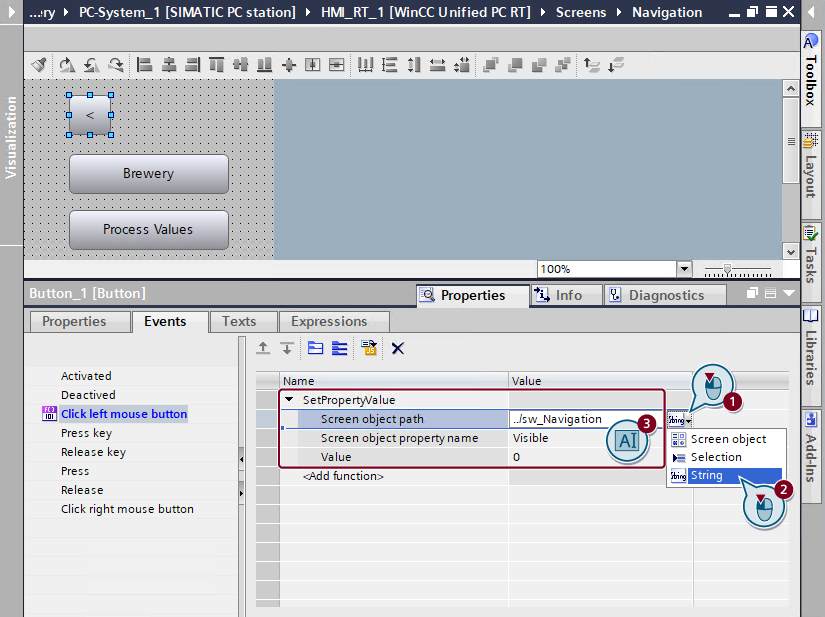 ...ry PC-System_1 [SIMATIC PC station] HMI_RT_1 [WinCC Unified PC RT] Screens Navigation
Visualization
<
Brewery
Process Values
100%
Toolbox
Layout
Tasks
Libraries
Add-Ins
Button_1 [Button]
Properties
Info
Diagnostics
Properties
Events
Texts
Expressions
Activated
Deactived
Click left mouse button
Press key
Release key
Press
Release
Click right mouse button
Name Value
SetPropertyValue
Screen object path ../sw_Navigation
Screen object property name Visible
Value 0
<Add function>
String
1
3
AI
Screen object
Selection
String String
2